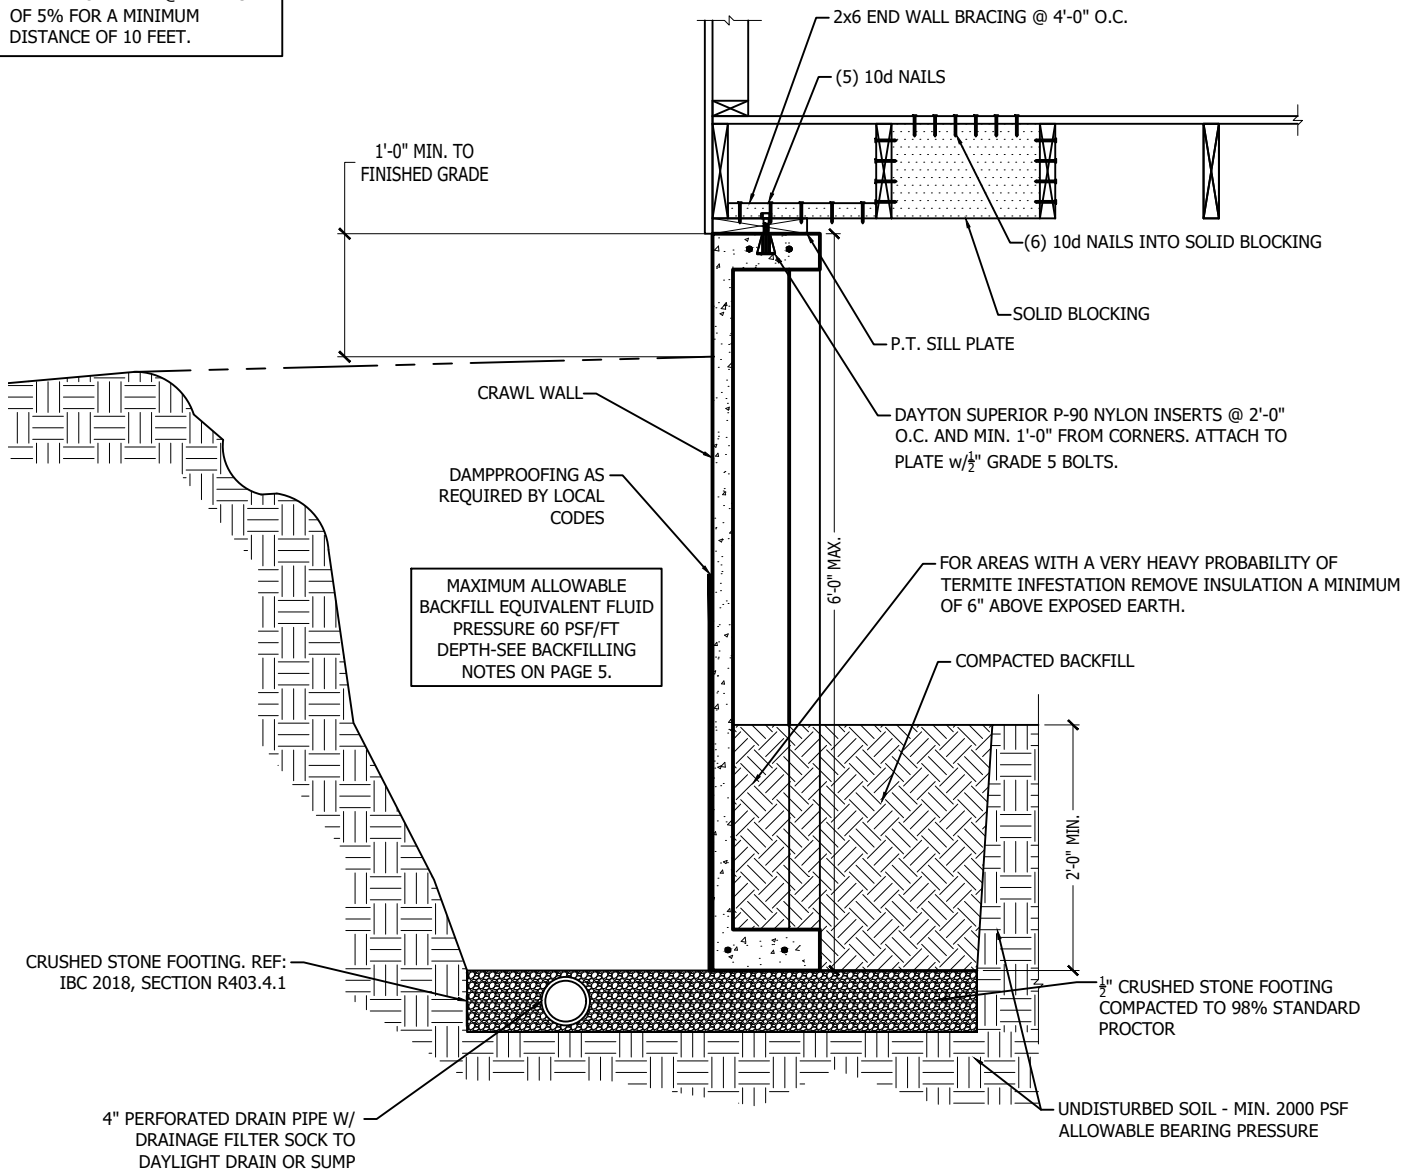 OF 5% FOR A MINIMUM
DISTANCE OF 10 FEET.
2x6 END WALL BRACING @ 4'-0" O.C.
(5) 10d NAILS
1'-0" MIN. TO
FINISHED GRADE
(6) 10d NAILS INTO SOLID BLOCKING
SOLID BLOCKING
P.T. SILL PLATE
CRAWL WALL
DAYTON SUPERIOR P-90 NYLON INSERTS @ 2'-0"
O.C. AND MIN. 1'-0" FROM CORNERS. ATTACH TO
PLATE w/½" GRADE 5 BOLTS.
DAMPPROOFING AS
REQUIRED BY LOCAL
CODES
6'-0" MAX.
FOR AREAS WITH A VERY HEAVY PROBABILITY OF
TERMITE INFESTATION REMOVE INSULATION A MINIMUM
OF 6" ABOVE EXPOSED EARTH.
MAXIMUM ALLOWABLE
BACKFILL EQUIVALENT FLUID
PRESSURE 60 PSF/FT
DEPTH-SEE BACKFILLING
NOTES ON PAGE 5.
COMPACTED BACKFILL
2'-0" MIN.
CRUSHED STONE FOOTING. REF:
IBC 2018, SECTION R403.4.1
½" CRUSHED STONE FOOTING
COMPACTED TO 98% STANDARD
PROCTOR
4" PERFORATED DRAIN PIPE W/
DRAINAGE FILTER SOCK TO
DAYLIGHT DRAIN OR SUMP
UNDISTURBED SOIL - MIN. 2000 PSF
ALLOWABLE BEARING PRESSURE